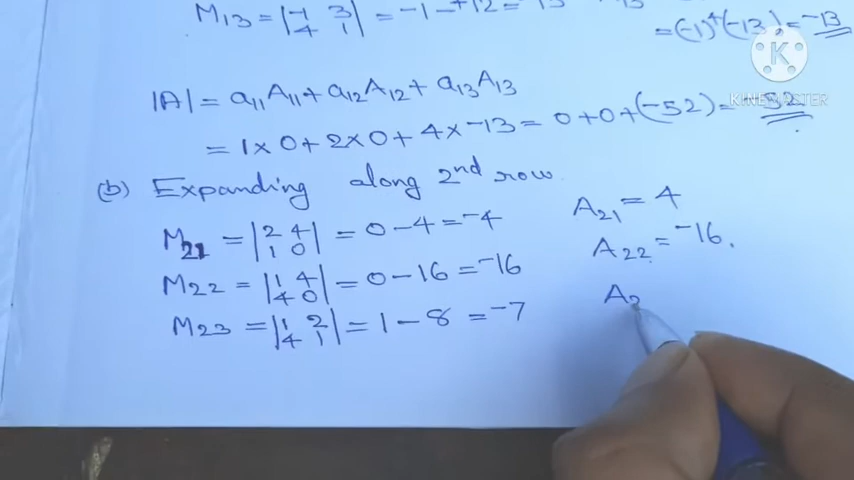 M13 = |-1 3 4 1| = -1 - +12 = -13
= (-1)⁴(-13) = -13
KINEMASTER
|A| = a11A11 + a12A12 + a13A13
= 1 x 0 + 2 x 0 + 4 x -13 = 0 + 0 + (-52) = -52
(b) Expanding along 2nd row
M21 = |2 4 1 0| = 0 - 4 = -4 A21 = 4
M22 = |1 4 4 0| = 0 - 16 = -16 A22 = -16.
M23 = |1 2 4 1| = 1 - 8 = -7 A2